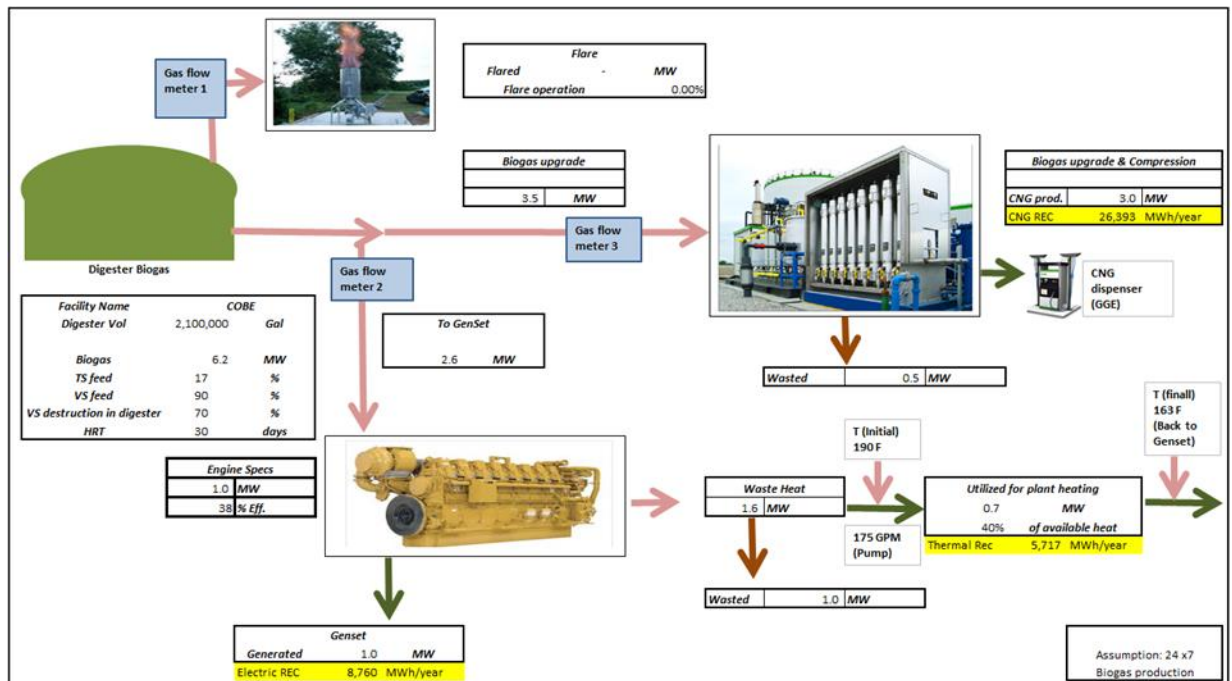 Gas flow
meter 1
Flare
Flared - MW
Flare operation 0.00%
Biogas upgrade
3.5 MW
Gas flow
meter 3
Biogas upgrade & Compression
CNG prod. 3.0 MW
CNG REC 26,393 MWh/year
Digester Biogas
Gas flow
meter 2
CNG
dispenser
(GGE)
Facility Name COBE
Digester Vol 2,100,000 Gal
Biogas 6.2 MW
TS feed 17 %
VS feed 90 %
VS destruction in digester 70 %
HRT 30 days
To GenSet
2.6 MW
Wasted 0.5 MW
T (Initial)
190 F
T (finall)
163 F
(Back to
Genset)
Engine Specs
1.0 MW
38 % Eff.
Waste Heat
1.6 MW
175 GPM
(Pump)
Utilized for plant heating
0.7 MW
40% of available heat
Thermal Rec 5,717 MWh/year
Wasted 1.0 MW
Genset
Generated 1.0 MW
Electric REC 8,760 MWh/year
Assumption: 24 x7
Biogas production